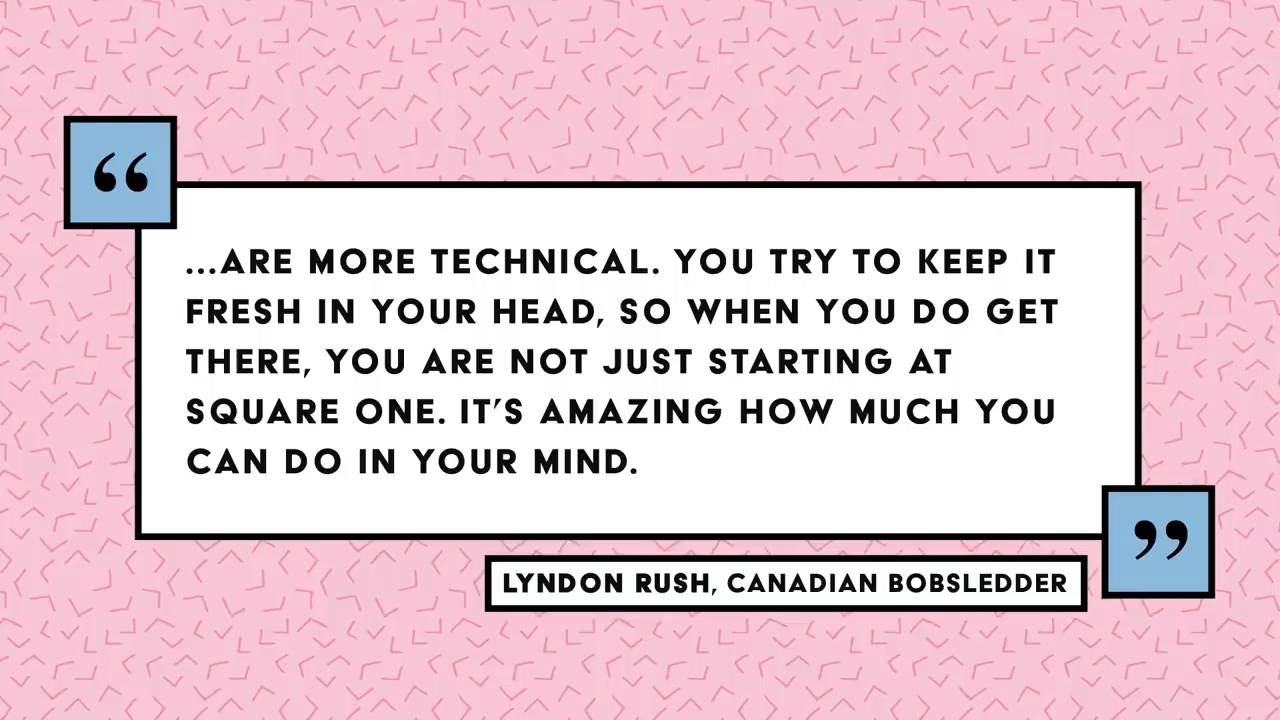 “
...ARE MORE TECHNICAL. YOU TRY TO KEEP IT
FRESH IN YOUR HEAD, SO WHEN YOU DO GET
THERE, YOU ARE NOT JUST STARTING AT
SQUARE ONE. IT’S AMAZING HOW MUCH YOU
CAN DO IN YOUR MIND.
”
LYNDON RUSH, CANADIAN BOBSLEDDER